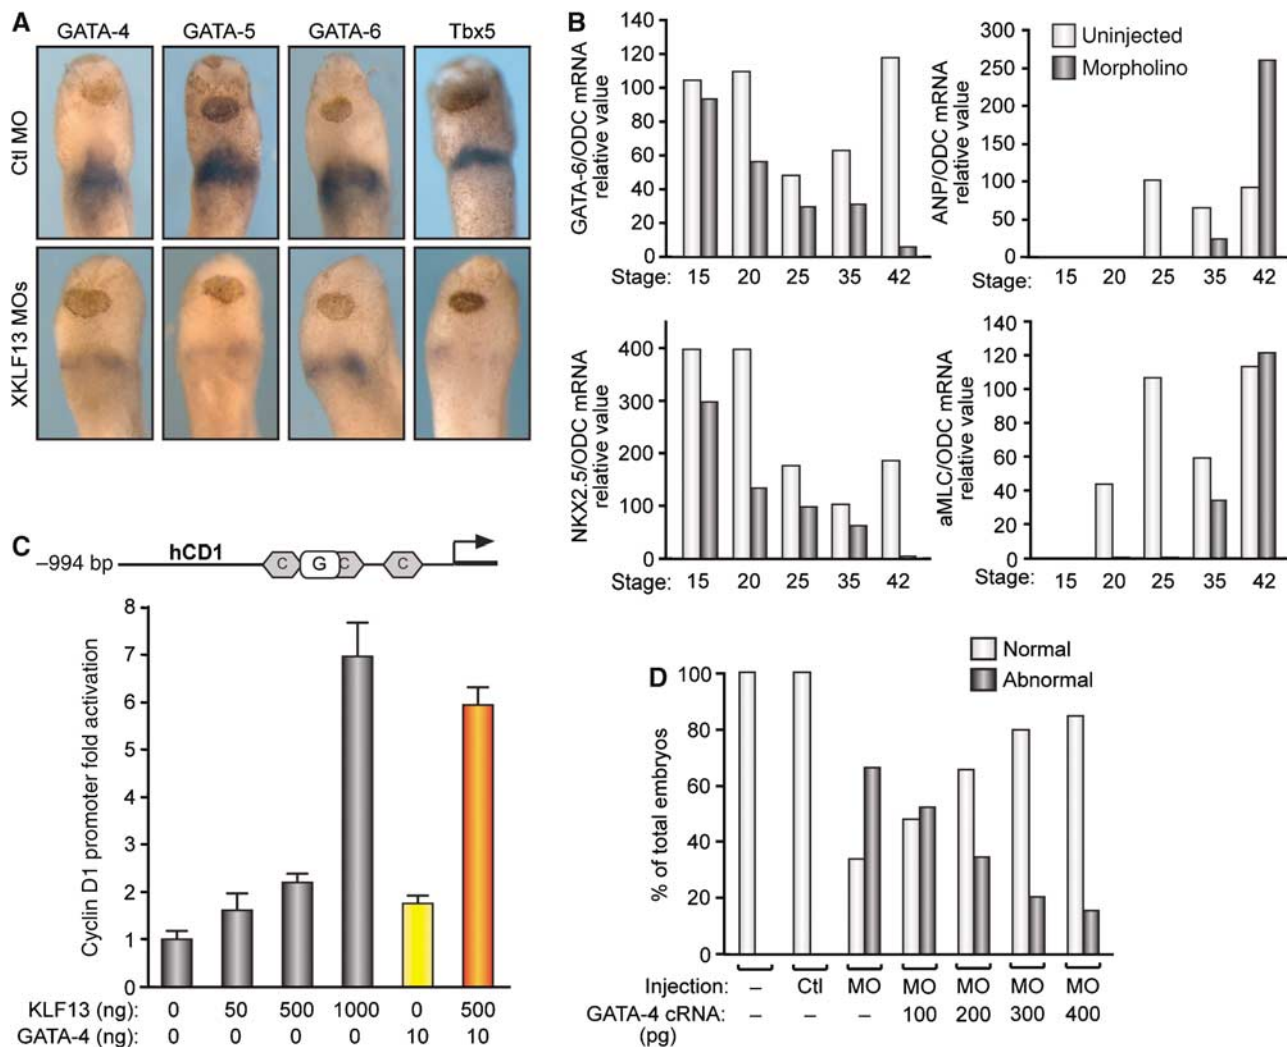 A
GATA-4 GATA-5 GATA-6 Tbx5
Ctl MO
XKLF13 MOs
B
GATA-6/ODC mRNA
relative value
140
120
100
80
60
40
20
0
Stage: 15 20 25 35 42
Uninjected
Morpholino
ANP/ODC mRNA
relative value
300
250
200
150
100
50
0
Stage: 15 20 25 35 42
NKX2.5/ODC mRNA
relative value
400
300
200
100
0
Stage: 15 20 25 35 42
aMLC/ODC mRNA
relative value
140
120
100
80
60
40
20
0
Stage: 15 20 25 35 42
C
–994 bp hCD1 C G C C
Cyclin D1 promoter fold activation
8
7
6
5
4
3
2
1
0
KLF13 (ng): 0 50 500 1000 0 500
GATA-4 (ng): 0 0 0 0 10 10
D
Normal
Abnormal
% of total embryos
100
80
60
40
20
0
Injection: – Ctl MO MO MO MO MO
GATA-4 cRNA: – – – 100 200 300 400
(pg)